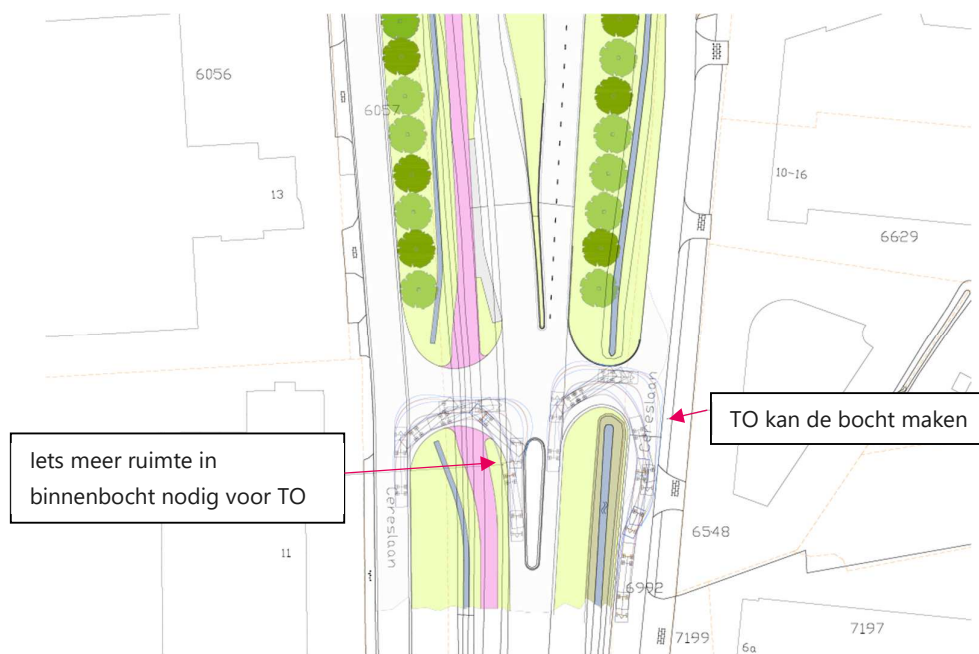 6056
6057
13
10-16
6629
Cereslaan
TO kan de bocht maken
Iets meer ruimte in
binnenbocht nodig voor TO
Cereslaan
6548
11
6992
7199
7197
6a